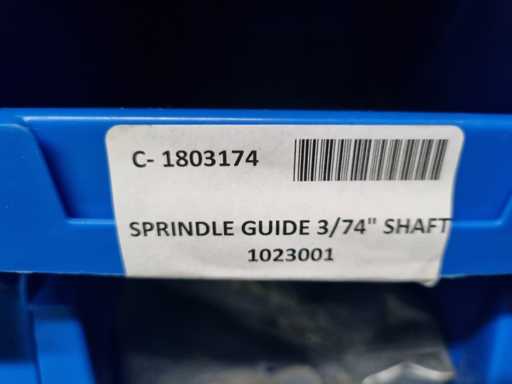 C- 1803174
SPRINDLE GUIDE 3/74" SHAFT
1023001